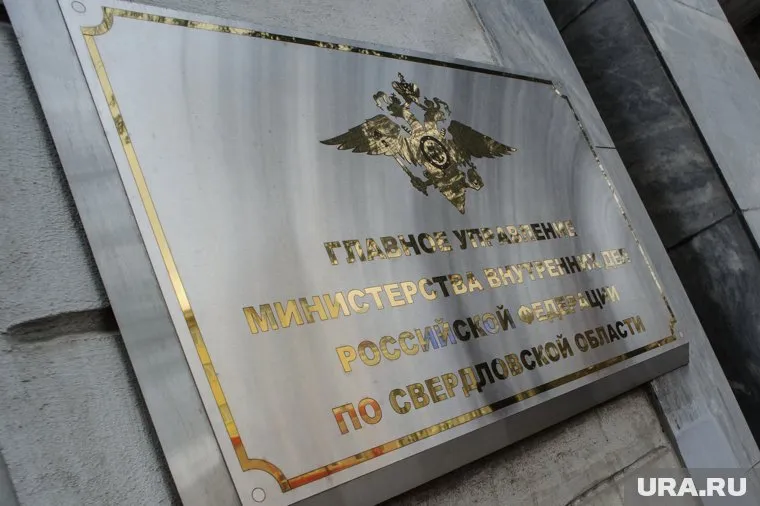 ГЛАВНОЕ УПРАВЛЕНИЕ
МИНИСТЕРСТВА ВНУТРЕННИХ ДЕЛ
РОССИЙСКОЙ ФЕДЕРАЦИИ
ПО СВЕРДЛОВСКОЙ ОБЛАСТИ
URA.RU